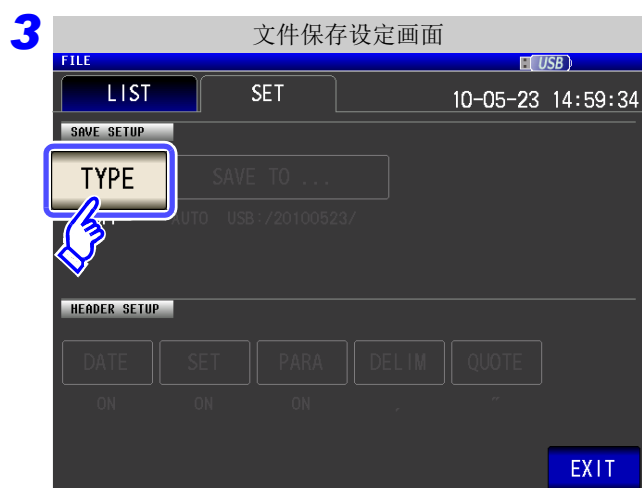 3
文件保存设定画面
FILE
USB
LIST SET 10-05-23 14:59:34
SAVE SETUP
TYPE SAVE TO ...
AUTO USB:/20100523/
HEADER SETUP
DATE SET PARA DELIM QUOTE
ON ON ON , ~
EXIT